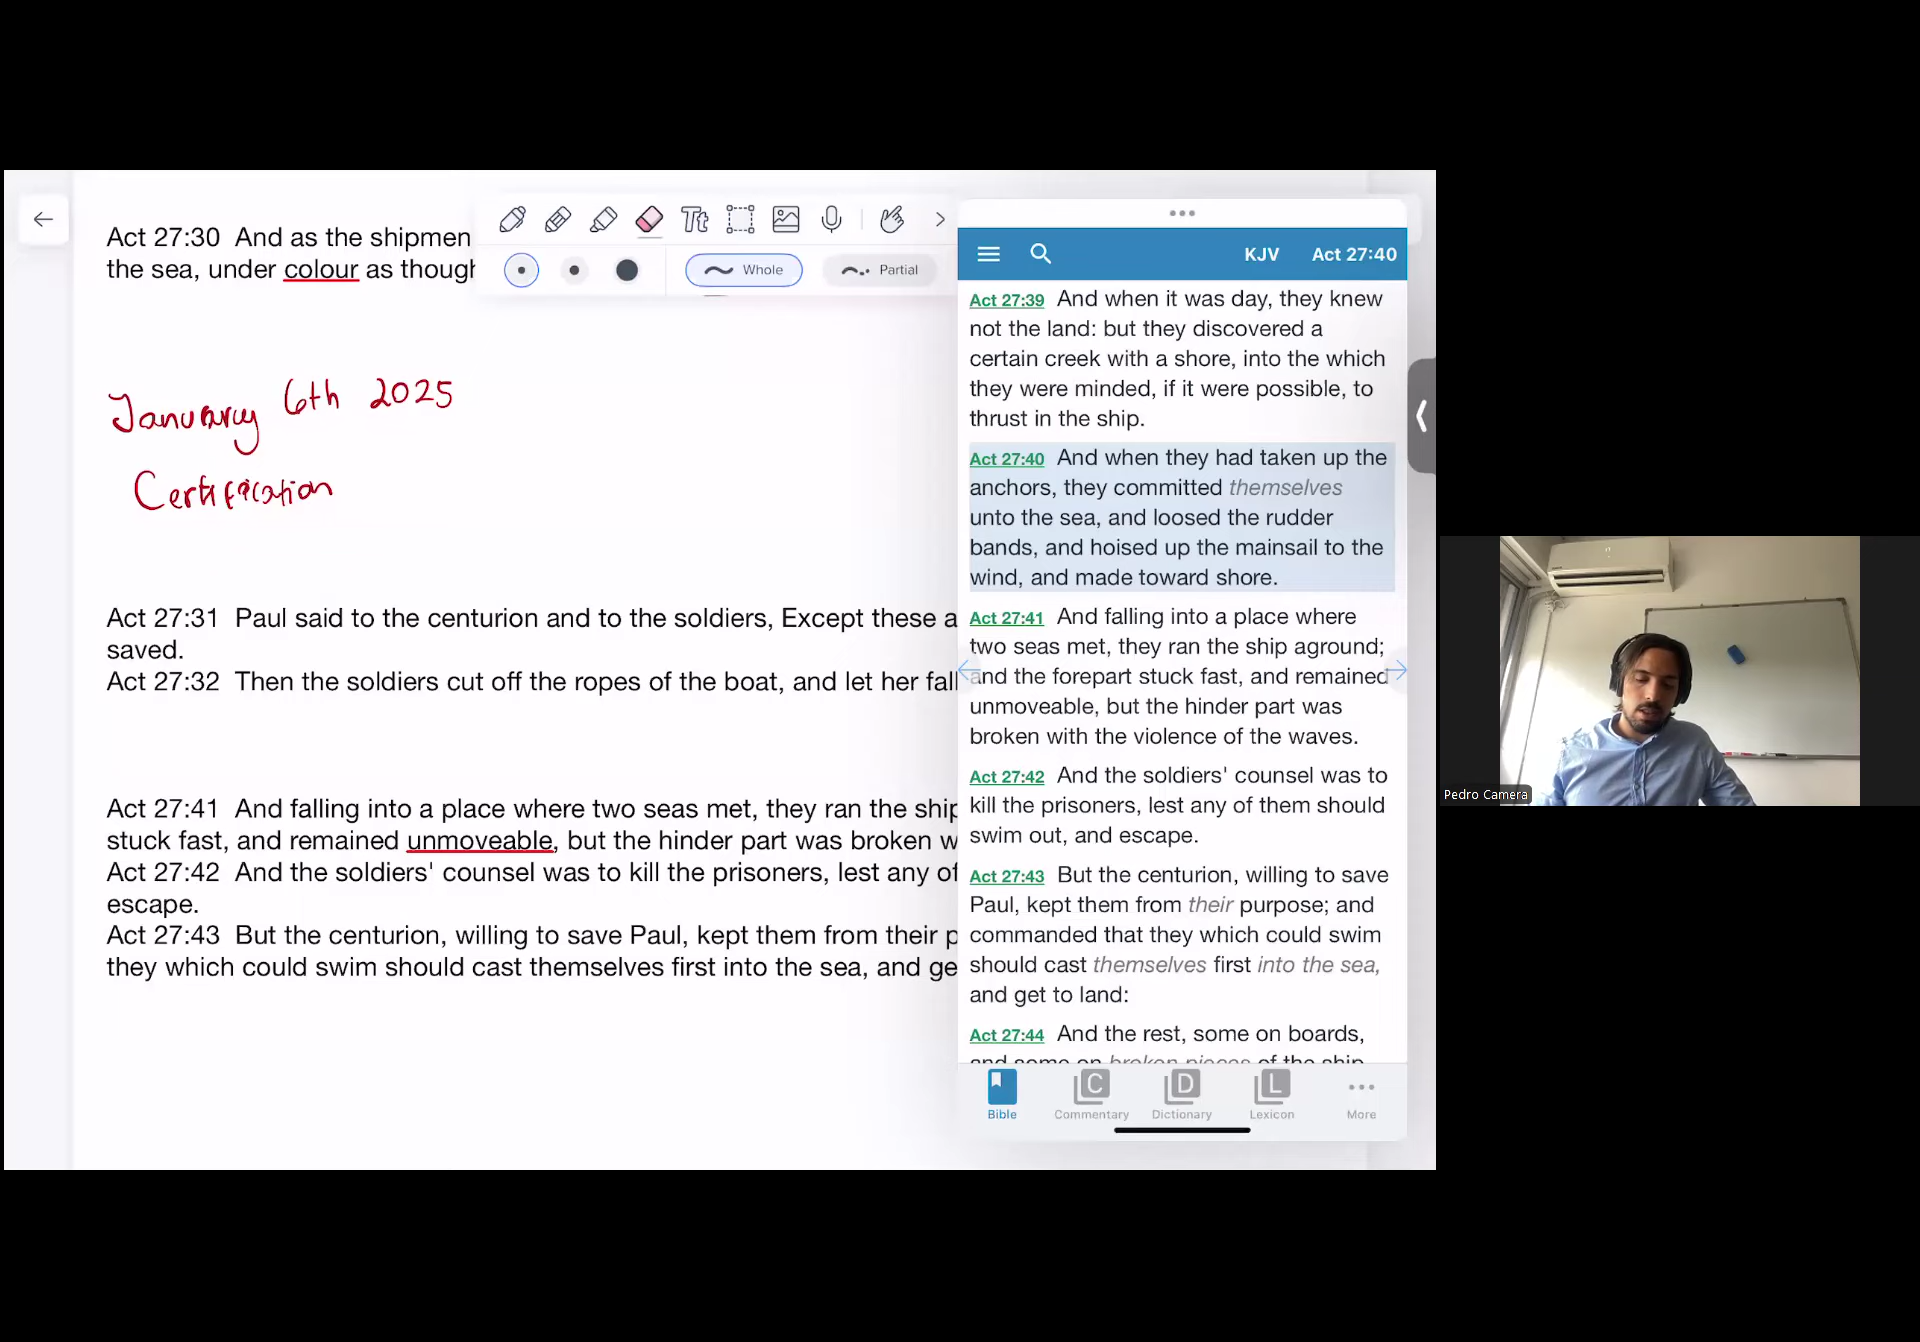 Act 27:30 And as the shipmen
the sea, under colour as though
Whole
Partial
January 6th 2025
Certification
Act 27:31 Paul said to the centurion and to the soldiers, Except these a
saved.
Act 27:32 Then the soldiers cut off the ropes of the boat, and let her fall
Act 27:41 And falling into a place where two seas met, they ran the ship
stuck fast, and remained unmoveable, but the hinder part was broken w
Act 27:42 And the soldiers' counsel was to kill the prisoners, lest any of
escape.
Act 27:43 But the centurion, willing to save Paul, kept them from their p
they which could swim should cast themselves first into the sea, and ge
KJV Act 27:40
Act 27:39 And when it was day, they knew
not the land: but they discovered a
certain creek with a shore, into the which
they were minded, if it were possible, to
thrust in the ship.
Act 27:40 And when they had taken up the
anchors, they committed themselves
unto the sea, and loosed the rudder
bands, and hoised up the mainsail to the
wind, and made toward shore.
Act 27:41 And falling into a place where
two seas met, they ran the ship aground;
and the forepart stuck fast, and remained
unmoveable, but the hinder part was
broken with the violence of the waves.
Act 27:42 And the soldiers' counsel was to
kill the prisoners, lest any of them should
swim out, and escape.
Act 27:43 But the centurion, willing to save
Paul, kept them from their purpose; and
commanded that they which could swim
should cast themselves first into the sea,
and get to land:
Act 27:44 And the rest, some on boards,
and some on broken pieces of the ship
Bible
Commentary
Dictionary
Lexicon
More
Pedro Camera